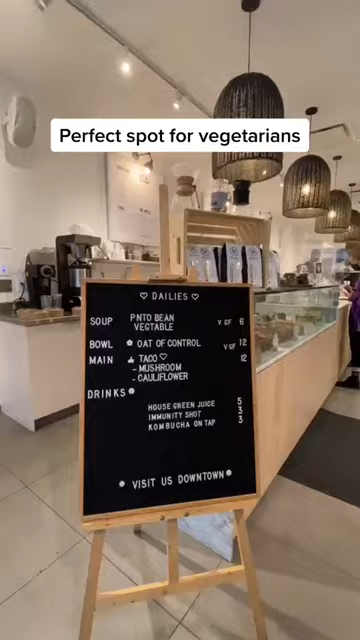 Perfect spot for vegetarians
♡ DAILIES ♡
SOUP PNTO BEAN V GF 6
VEGTABLE
BOWL OAT OF CONTROL V GF 12
MAIN TACO♡ 12
- MUSHROOM
- CAULIFLOWER
DRINKS
HOUSE GREEN JUICE 5
IMMUNITY SHOT 3
KOMBUCHA ON TAP 3
VISIT US DOWNTOWN